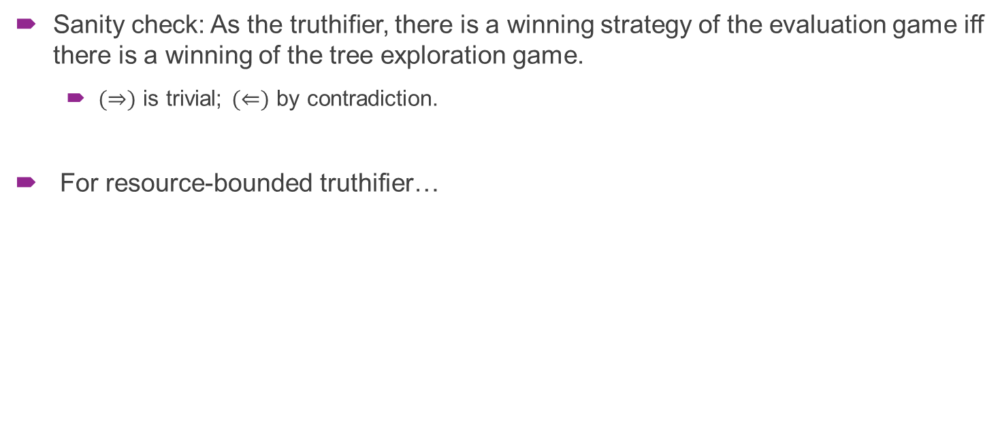 Sanity check: As the truthifier, there is a winning strategy of the evaluation game iff
there is a winning of the tree exploration game.
(⇒) is trivial; (⇐) by contradiction.
For resource-bounded truthifier…